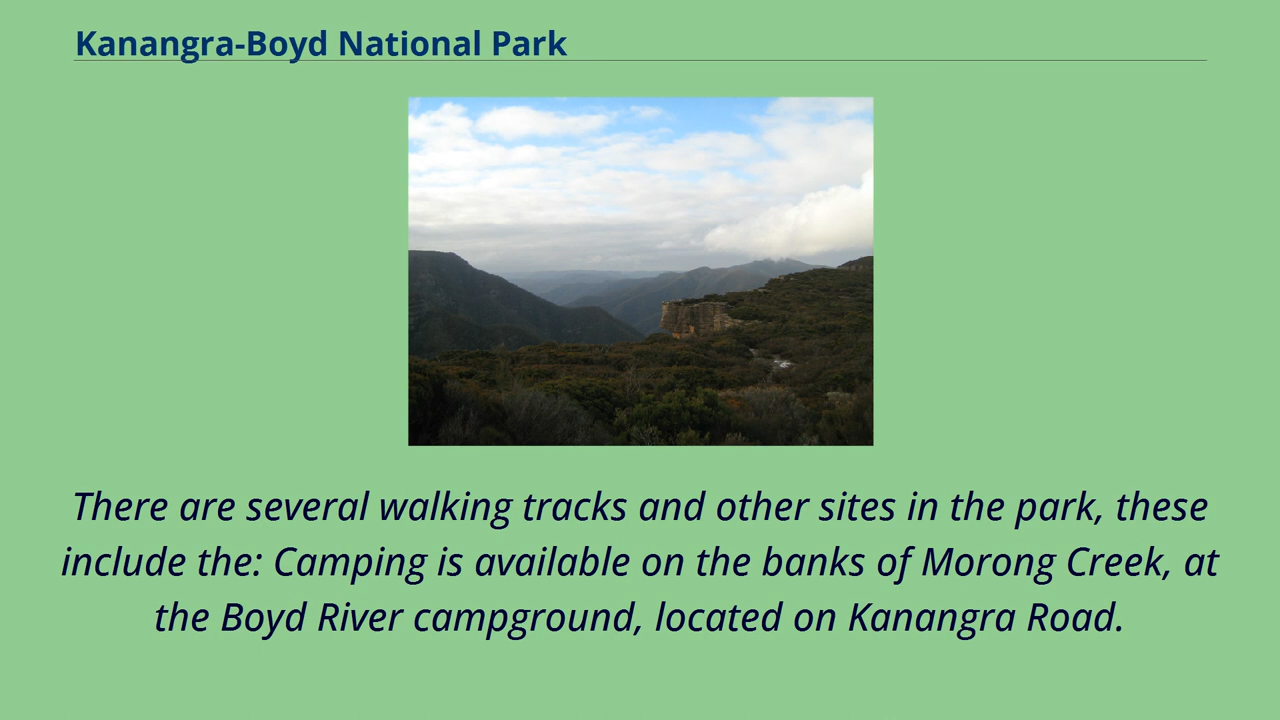 Kanangra-Boyd National Park
There are several walking tracks and other sites in the park, these
include the: Camping is available on the banks of Morong Creek, at
the Boyd River campground, located on Kanangra Road.